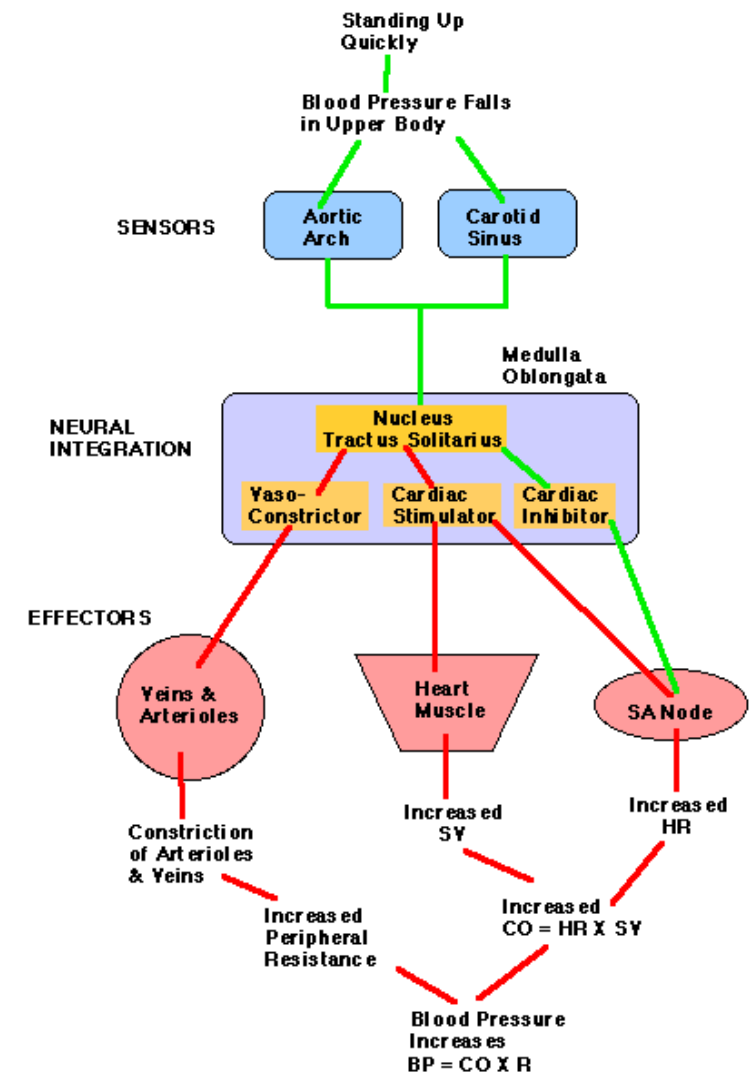 Standing Up
Quickly
Blood Pressure Falls
in Upper Body
SENSORS
Aortic
Arch
Carotid
Sinus
Medulla
Oblongata
NEURAL
INTEGRATION
Nucleus
Tractus Solitarius
Vaso-
Constrictor
Cardiac
Stimulator
Cardiac
Inhibitor
EFFECTORS
Veins &
Arterioles
Heart
Muscle
SA Node
Constriction
of Arterioles
& Veins
Increased
SV
Increased
HR
Increased
Peripheral
Resistance
Increased
CO = HR X SV
Blood Pressure
Increases
BP = CO X R